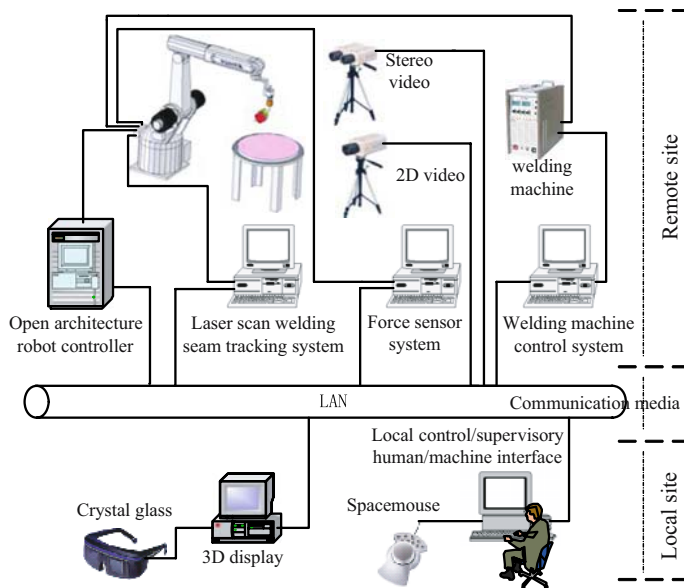 Stereo
video
2D video
welding
machine
Remote site
Open architecture
robot controller
Laser scan welding
seam tracking system
Force sensor
system
Welding machine
control system
LAN
Communication media
Local control/supervisory
human/machine interface
Crystal glass
3D display
Spacemouse
Local site